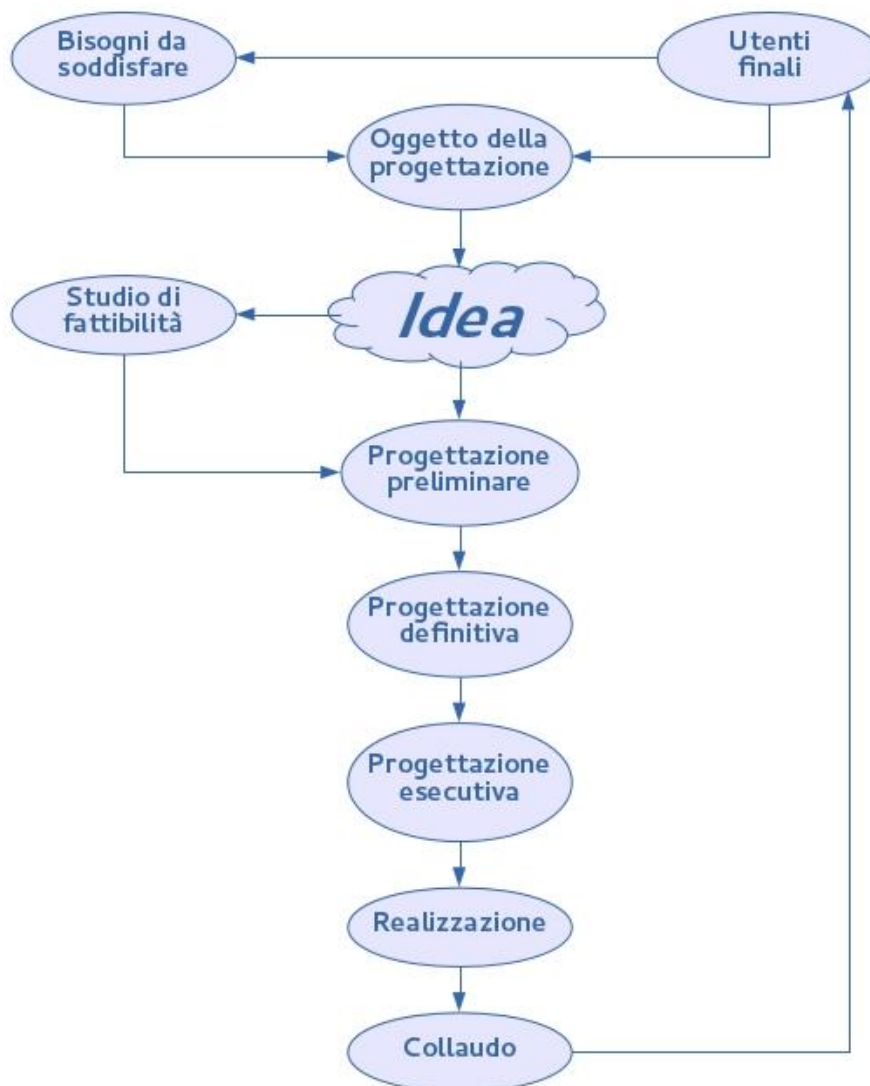 Bisogni da
soddisfare
Utenti
finali
Oggetto della
progettazione
Idea
Studio di
fattibilità
Progettazione
preliminare
Progettazione
definitiva
Progettazione
esecutiva
Realizzazione
Collaudo